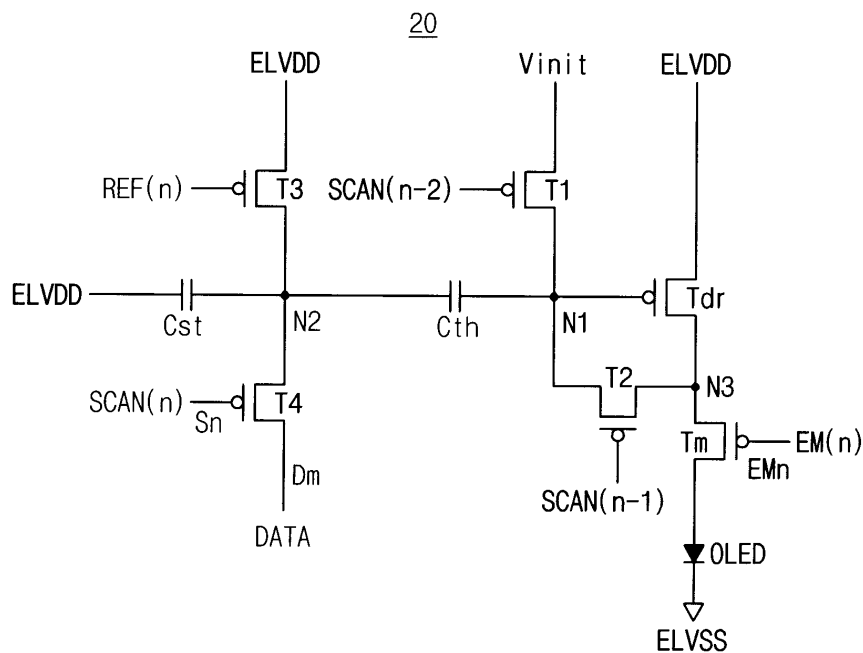 20
ELVDD
Vinit
ELVDD
REF(n)
T3
SCAN(n-2)
T1
ELVDD
Cst
N2
Cth
N1
Tdr
SCAN(n)
Sn
T4
T2
N3
Tm
EM(n)
EMn
Dm
SCAN(n-1)
DATA
OLED
ELVSS